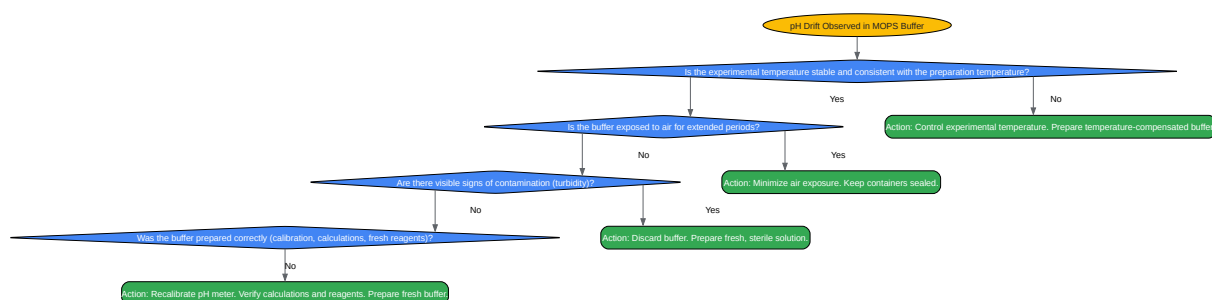 pH Drift Observed in MOPS Buffer
Is the experimental temperature stable and consistent with the preparation temperature?
Yes
No
Is the buffer exposed to air for extended periods?
Action: Control experimental temperature. Prepare temperature-compensated buffer.
No
Yes
Are there visible signs of contamination (turbidity)?
Action: Minimize air exposure. Keep containers sealed.
No
Yes
Was the buffer prepared correctly (calibration, calculations, fresh reagents)?
Action: Discard buffer. Prepare fresh, sterile solution.
No
Action: Recalibrate pH meter. Verify calculations and reagents. Prepare fresh buffer.